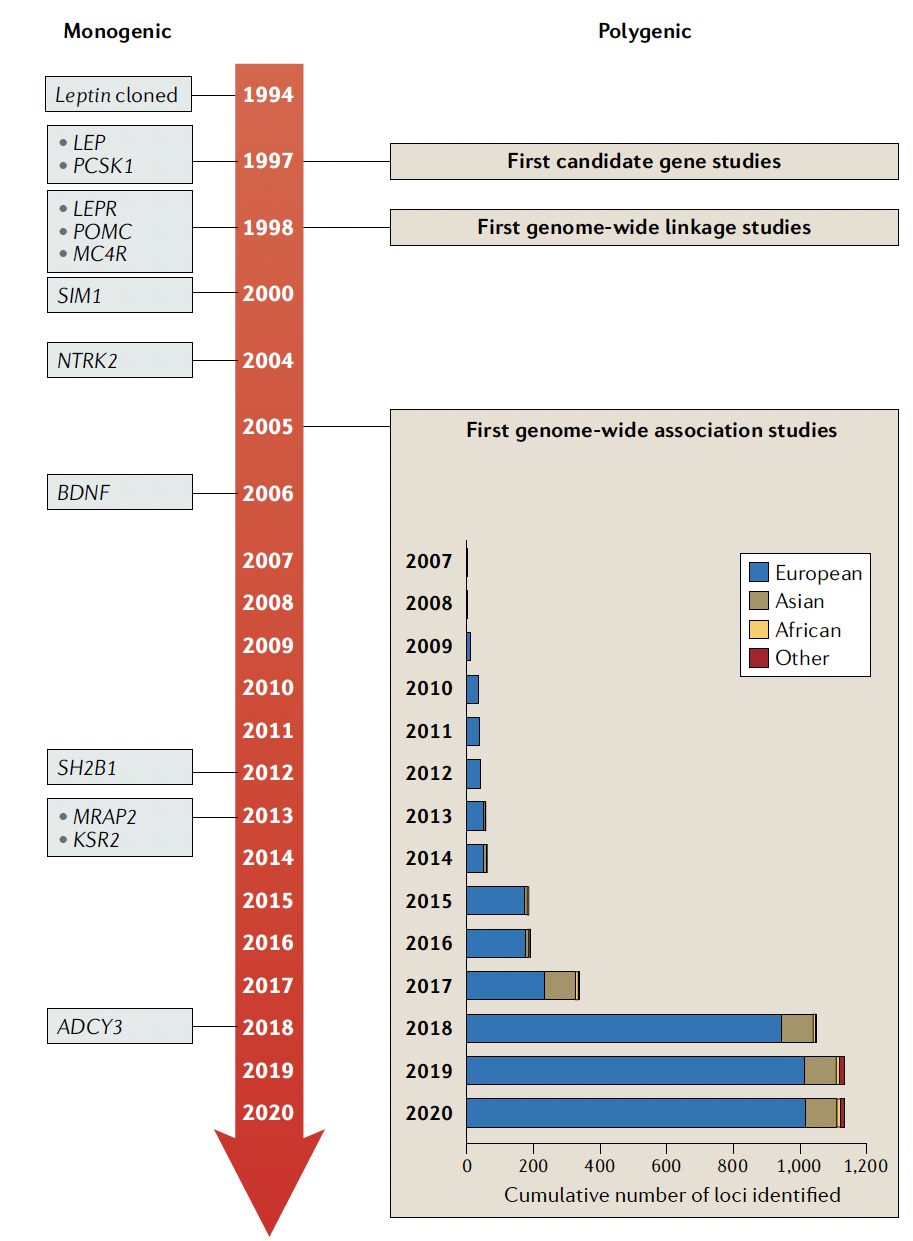 Monogenic
Polygenic
Leptin cloned
1994
• LEP
• PCSK1
1997
First candidate gene studies
• LEPR
• POMC
• MC4R
1998
First genome-wide linkage studies
SIM1
2000
NTRK2
2004
2005
First genome-wide association studies
BDNF
2006
2007
2008
2009
2010
2011
SH2B1
2012
• MRAP2
• KSR2
2013
2014
2015
2016
2017
ADCY3
2018
2019
2020
2007
2008
2009
2010
2011
2012
2013
2014
2015
2016
2017
2018
2019
2020
European
Asian
African
Other
0 200 400 600 800 1,000 1,200
Cumulative number of loci identified